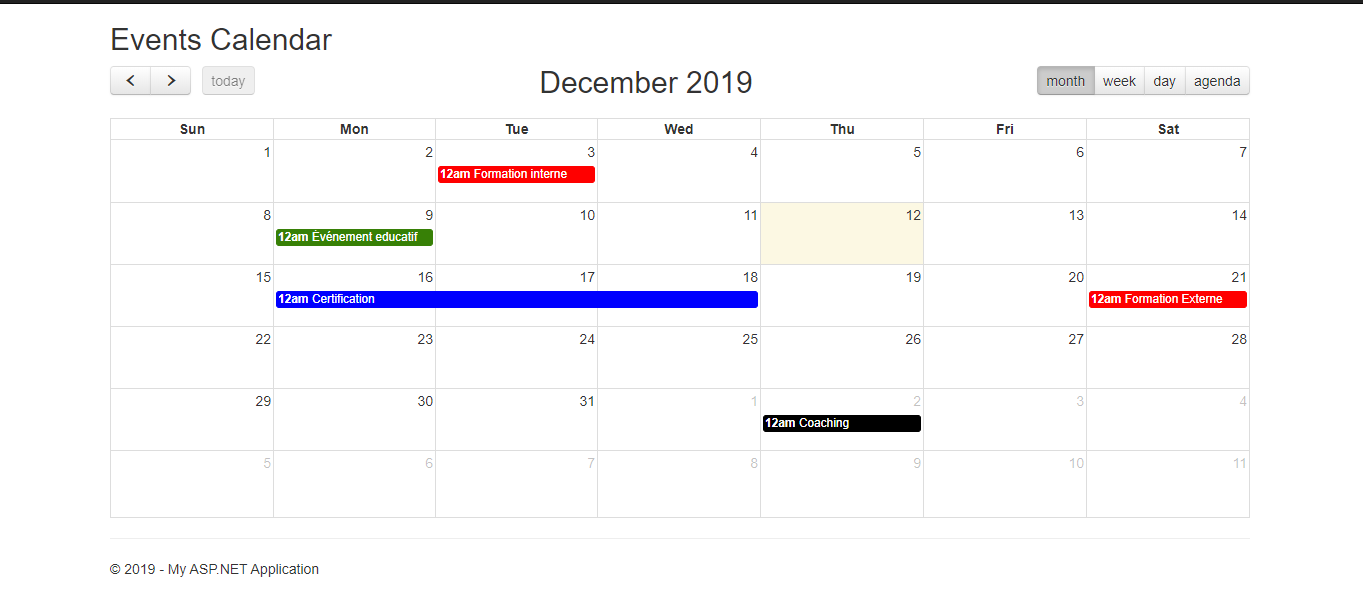 Events Calendar
today
December 2019
month week day agenda
Sun Mon Tue Wed Thu Fri Sat
1 2 3 4 5 6 7
12am Formation interne
8 9 10 11 12 13 14
12am Événement educatif
15 16 17 18 19 20 21
12am Certification 12am Formation Externe
22 23 24 25 26 27 28
29 30 31 1 2 3 4
12am Coaching
5 6 7 8 9 10 11
© 2019 - My ASP.NET Application